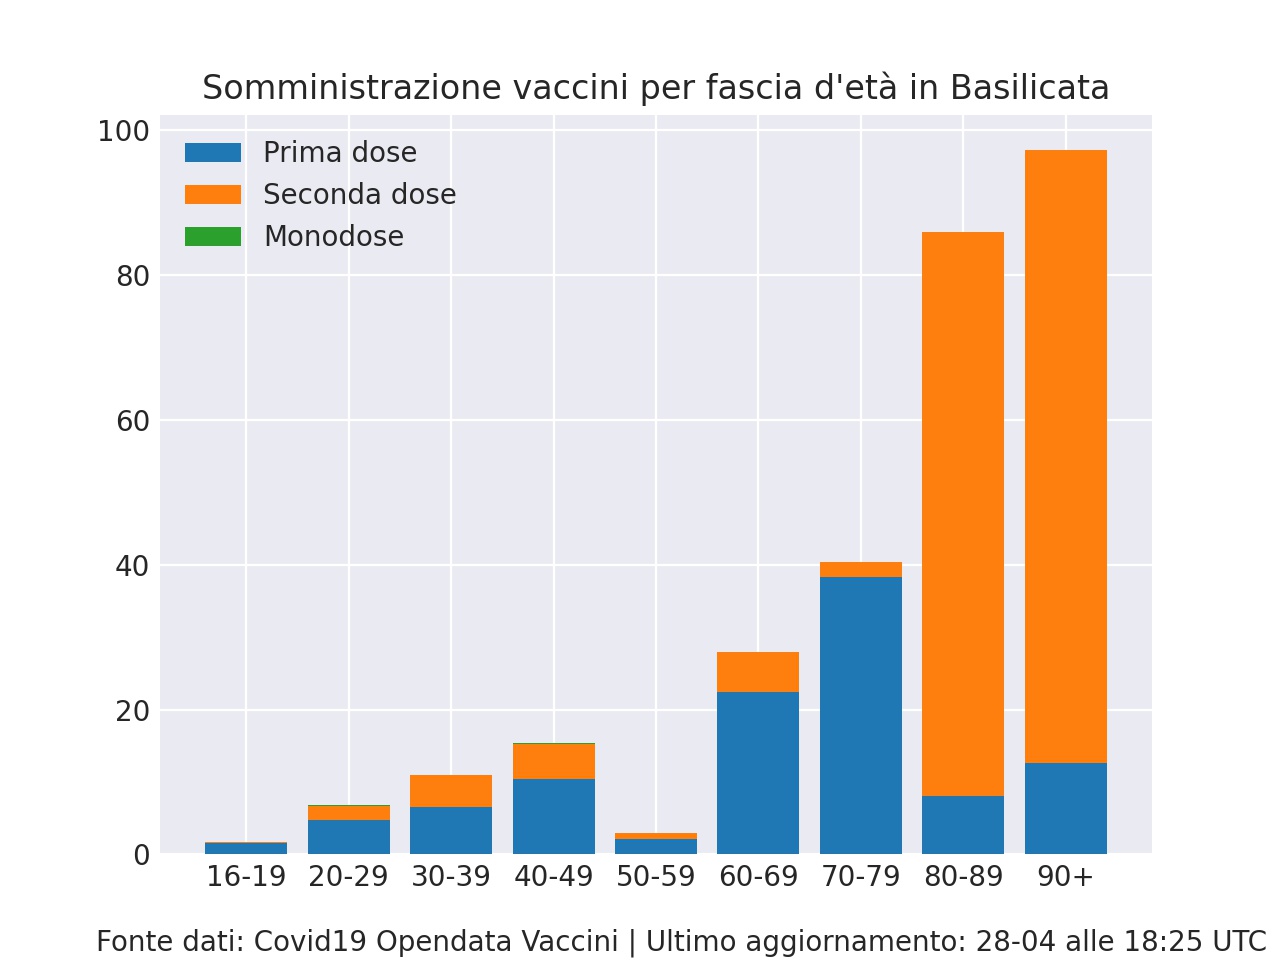 Somministrazione vaccini per fascia d'età in Basilicata
100
Prima dose
Seconda dose
Monodose
80
60
40
20
0
16-19 20-29 30-39 40-49 50-59 60-69 70-79 80-89 90+
Fonte dati: Covid19 Opendata Vaccini | Ultimo aggiornamento: 28-04 alle 18:25 UTC